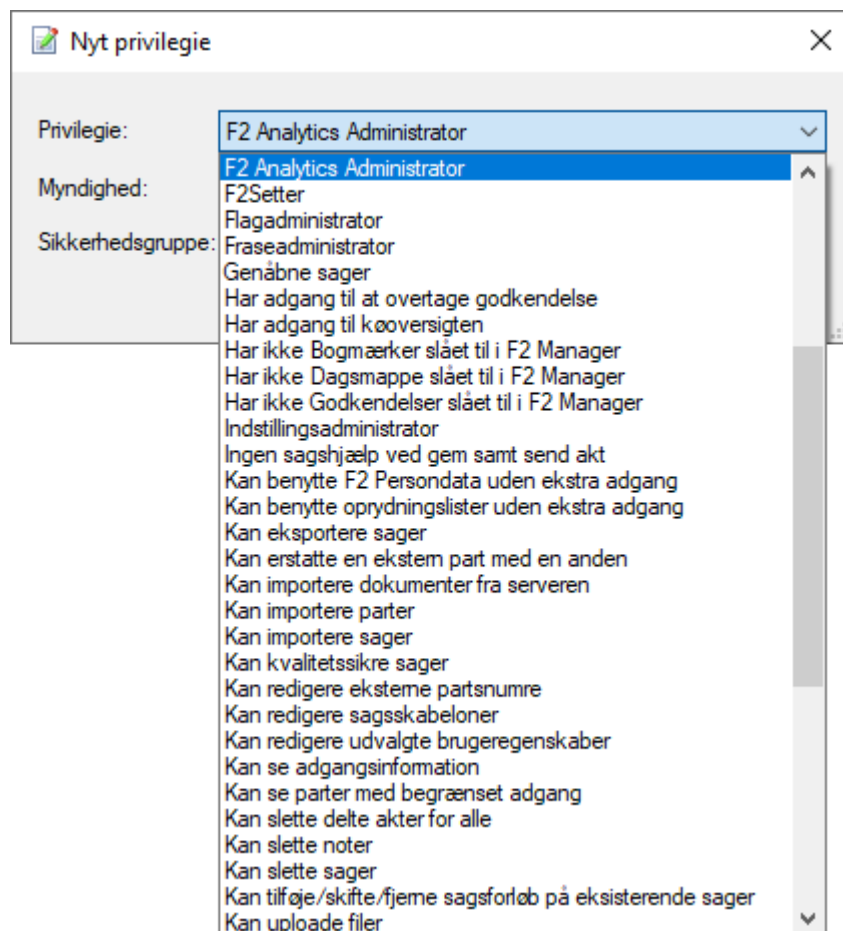 Nyt privilegie
Privilegie: F2 Analytics Administrator
F2 Analytics Administrator
Myndighed:
F2Setter
Flagadministrator
Sikkerhedsgruppe:
Fraseadministrator
Genåbne sager
Har adgang til at overtage godkendelse
Har adgang til køoversigten
Har ikke Bogmærker slået til i F2 Manager
Har ikke Dagsmappe slået til i F2 Manager
Har ikke Godkendelser slået til i F2 Manager
Indstillingsadministrator
Ingen sagshjælp ved gem samt send akt
Kan benytte F2 Persondata uden ekstra adgang
Kan benytte oprydningslister uden ekstra adgang
Kan eksportere sager
Kan erstatte en ekstern part med en anden
Kan importere dokumenter fra serveren
Kan importere parter
Kan importere sager
Kan kvalitetssikre sager
Kan redigere eksterne partsnumre
Kan redigere sagsskabeloner
Kan redigere udvalgte brugeregenskaber
Kan se adgangsinformation
Kan se parter med begrænset adgang
Kan slette delte akter for alle
Kan slette noter
Kan slette sager
Kan tilføje/skifte/fjerne sagsforløb på eksisterende sager
Kan uploade filer